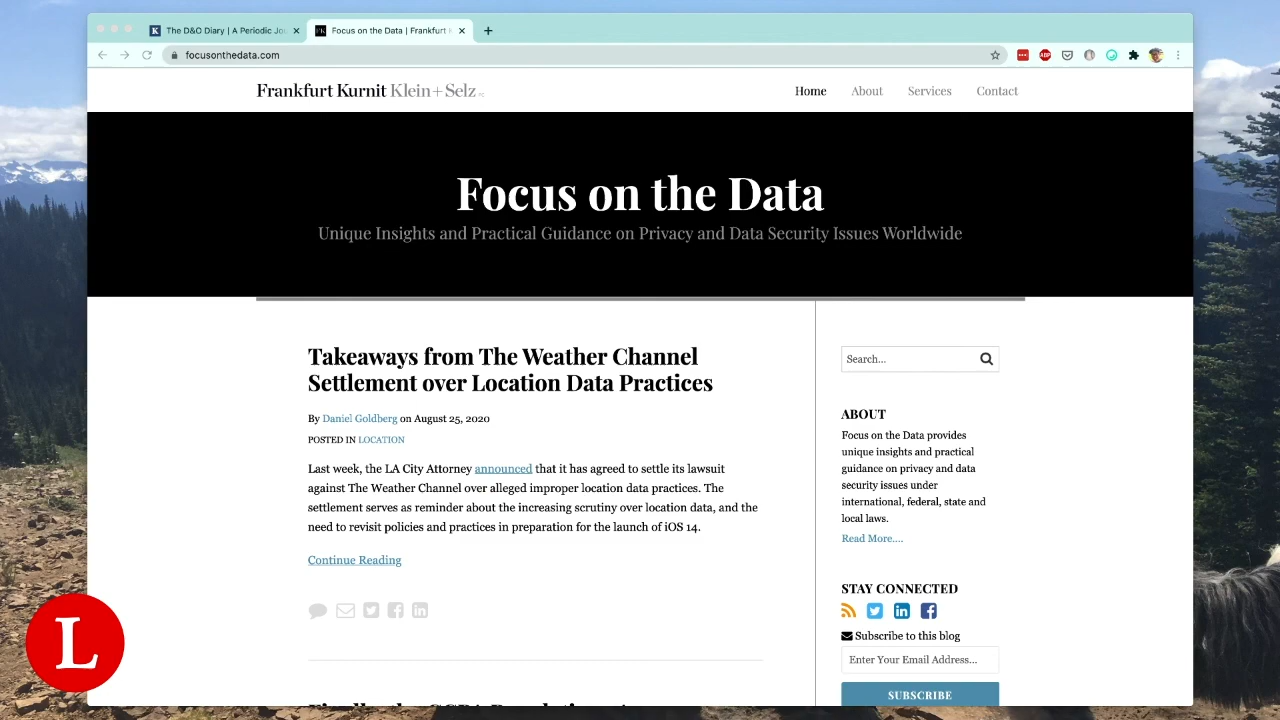 The D&O Diary | A Periodic Jou
Focus on the Data | Frankfurt K
focusonthedata.com
ABP
Frankfurt Kurnit Klein+Selz PC
Home About Services Contact
Focus on the Data
Unique Insights and Practical Guidance on Privacy and Data Security Issues Worldwide
Takeaways from The Weather Channel
Settlement over Location Data Practices
By Daniel Goldberg on August 25, 2020
POSTED IN LOCATION
Last week, the LA City Attorney announced that it has agreed to settle its lawsuit
against The Weather Channel over alleged improper location data practices. The
settlement serves as reminder about the increasing scrutiny over location data, and the
need to revisit policies and practices in preparation for the launch of iOS 14.
Continue Reading
Search...
ABOUT
Focus on the Data provides
unique insights and practical
guidance on privacy and data
security issues under
international, federal, state and
local laws.
Read More....
STAY CONNECTED
Subscribe to this blog
Enter Your Email Address...
SUBSCRIBE
L